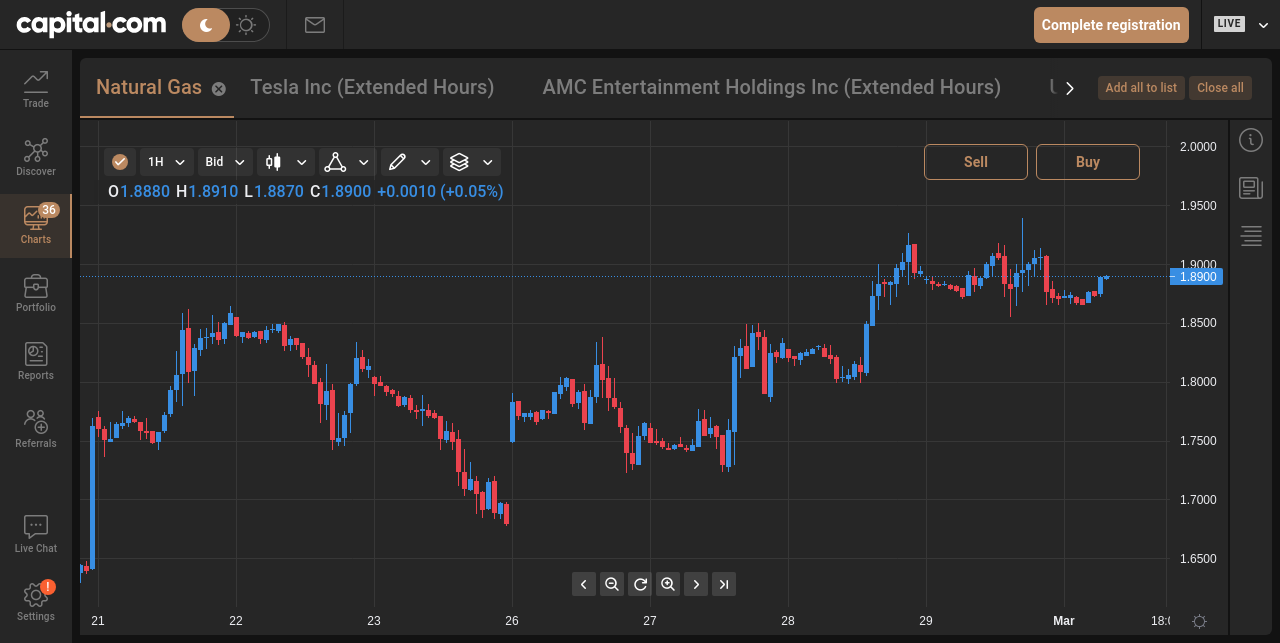 capital.com
Complete registration
LIVE
Trade
Discover
36
Charts
Portfolio
Reports
Referrals
Live Chat
!
Settings
Natural Gas
Tesla Inc (Extended Hours)
AMC Entertainment Holdings Inc (Extended Hours)
Add all to list
Close all
1H
Bid
Sell
Buy
O1.8880 H1.8910 L1.8870 C1.8900 +0.0010 (+0.05%)
2.0000
1.9500
1.9000
1.8900
1.8500
1.8000
1.7500
1.7000
1.6500
21 22 23 26 27 28 29 Mar 18:0